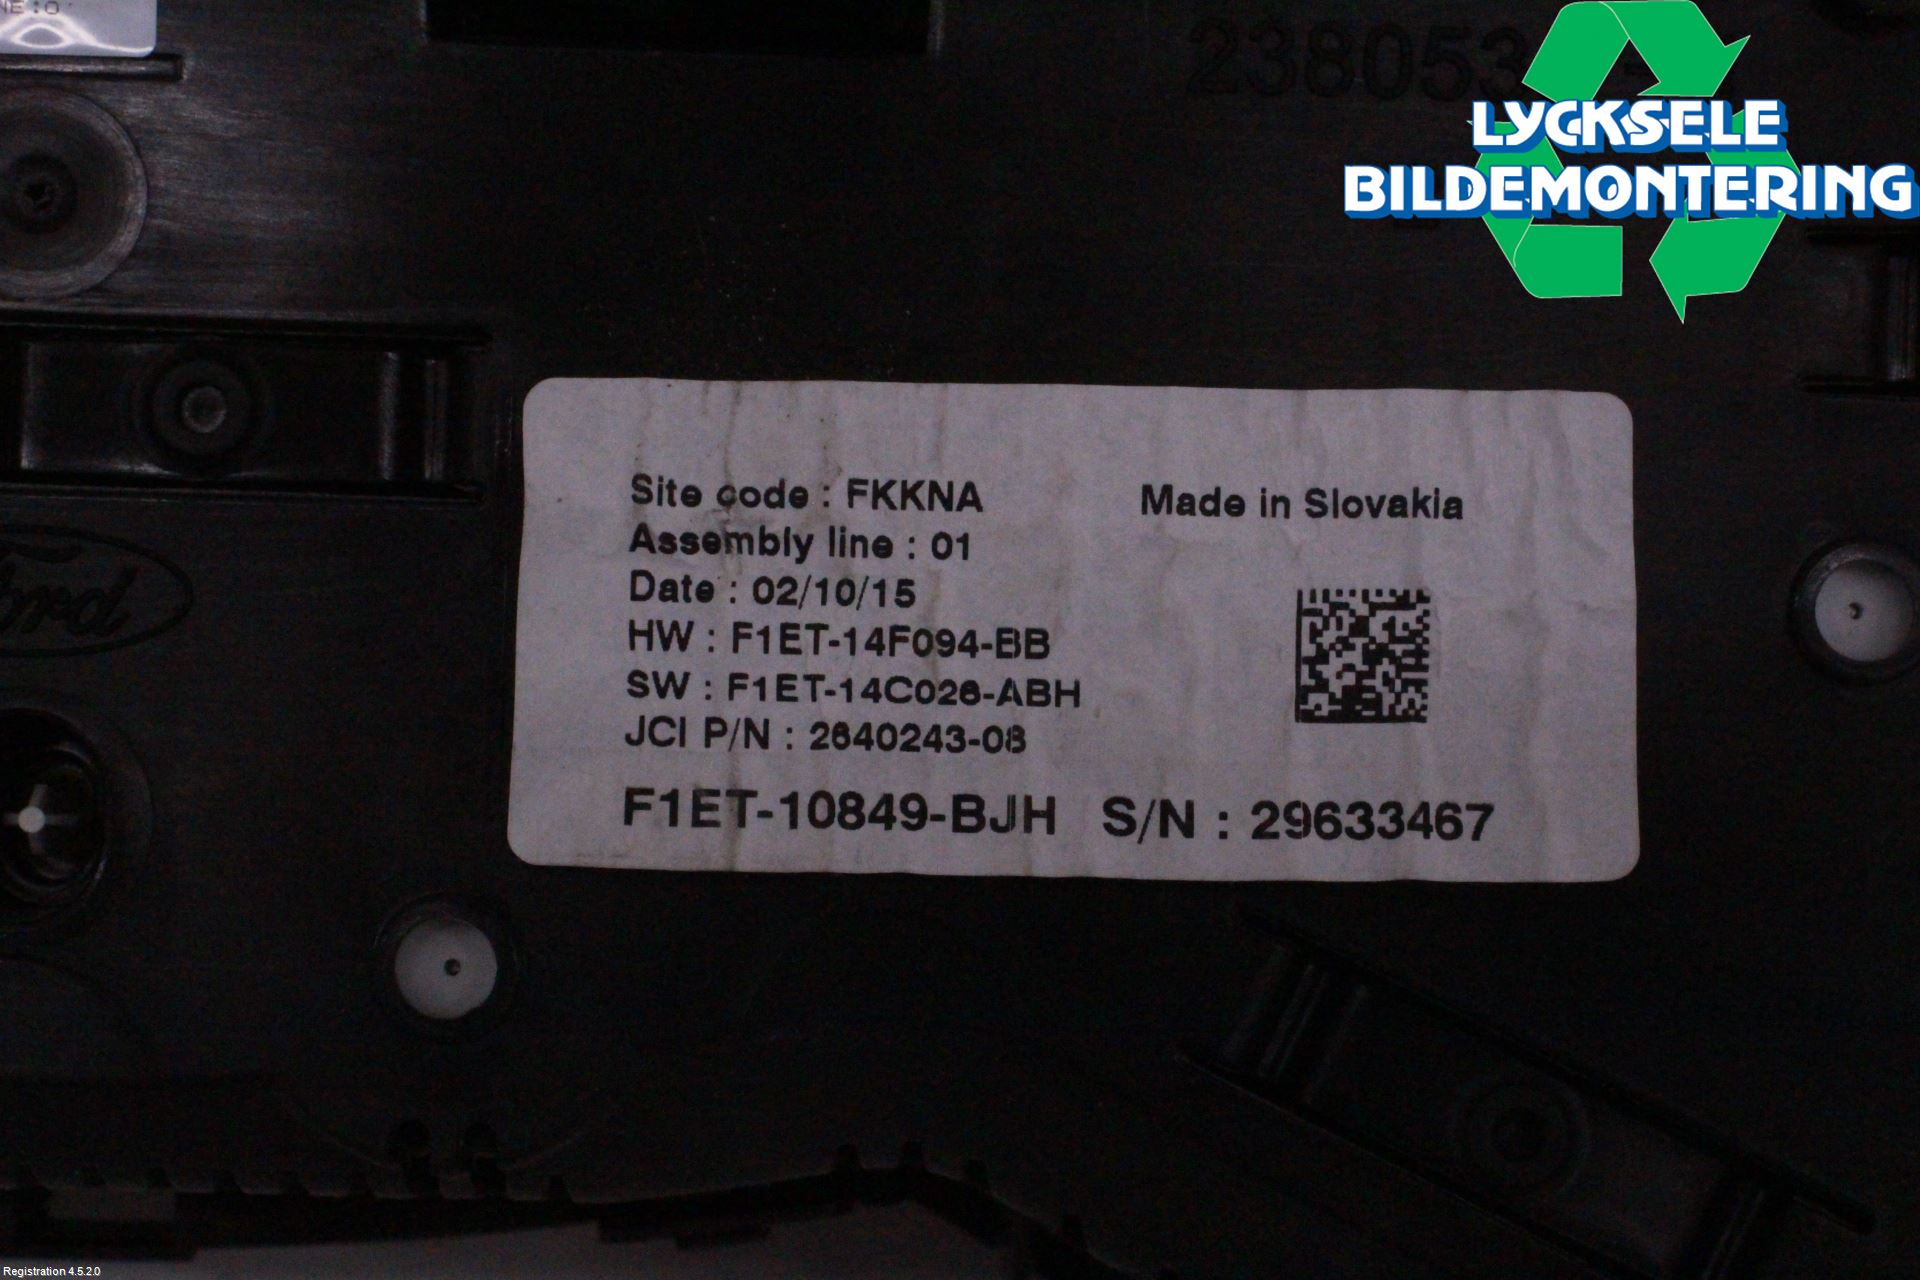 238053
LYCKSELE
BILDEMONTERING
Site code : FKKNA
Made in Slovakia
Assembly line : 01
Date : 02/10/15
HW : F1ET-14F094-BB
SW : F1ET-14C026-ABH
JCI P/N : 2640243-08
F1ET-10849-BJH S/N : 29633467
Ford
Registration 4.5.2.0